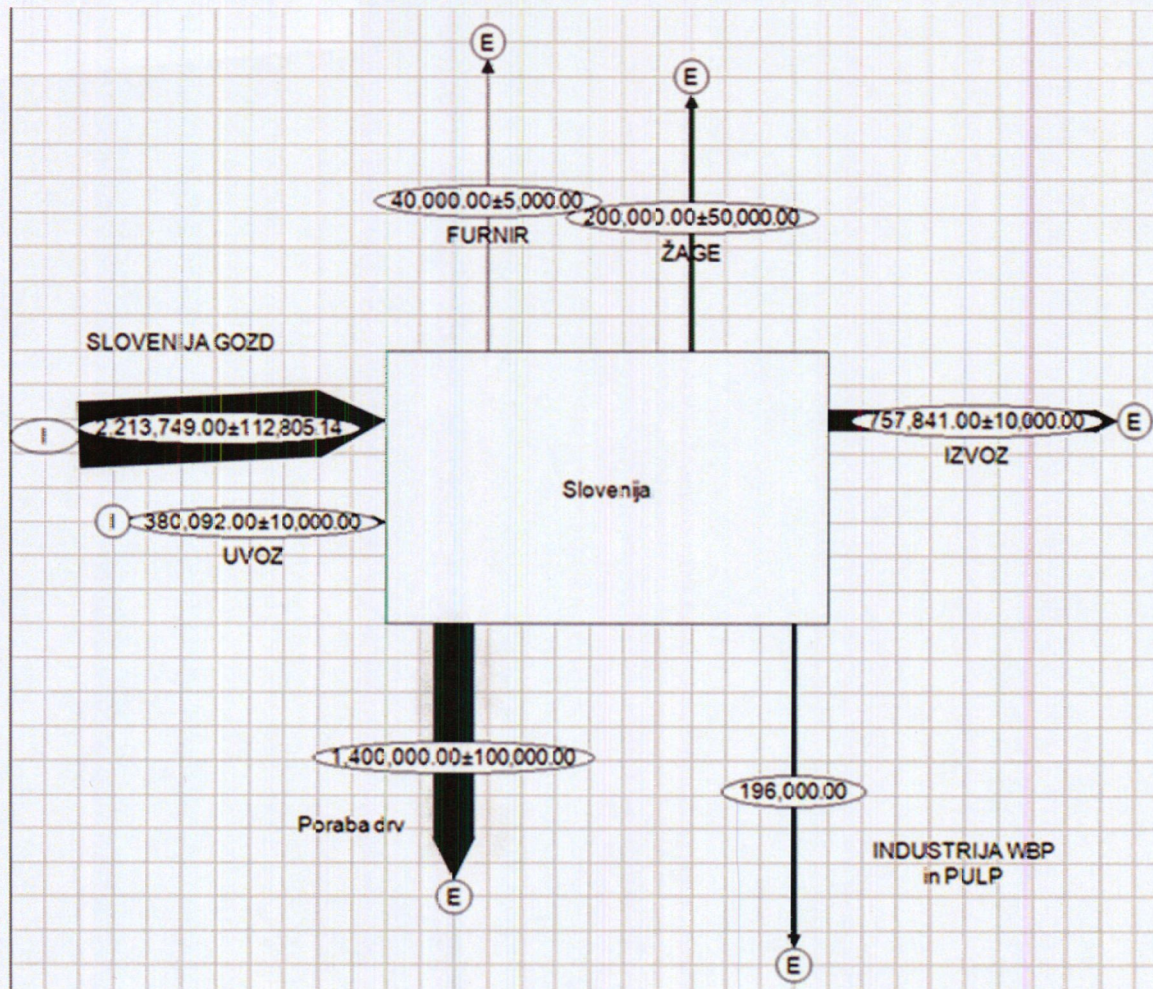 E
E
40,000.00±5,000.00
200,000.00±50,000.00
FURNIR
ŽAGE
SLOVENIJA GOZD
I
2,213,749.00±112,805.14
757,841.00±10,000.00
E
IZVOZ
Slovenija
I
380,092.00±10,000.00
UVOZ
1,400,000.00±100,000.00
196,000.00
Poraba drv
INDUSTRIJA WBP
in PULP
E
E